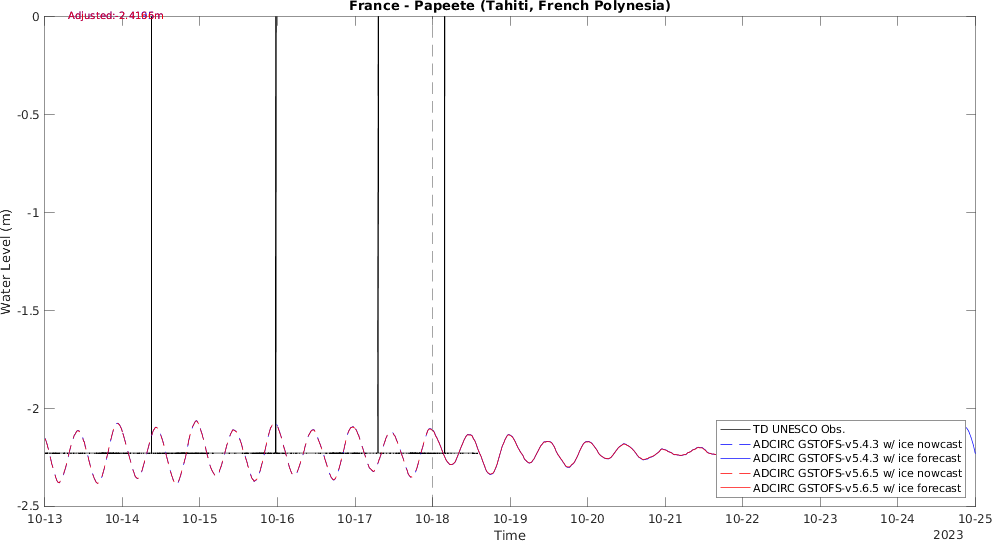 France - Papeete (Tahiti, French Polynesia)
0
-0.5
-1
-1.5
-2
-2.5
Water Level (m)
TD UNESCO Obs.
ADCIRC GSTOFS-v5.4.3 w/ ice nowcast
ADCIRC GSTOFS-v5.4.3 w/ ice forecast
ADCIRC GSTOFS-v5.6.5 w/ ice nowcast
ADCIRC GSTOFS-v5.6.5 w/ ice forecast
10-13 10-14 10-15 10-16 10-17 10-18 10-19 10-20 10-21 10-22 10-23 10-24 10-25
Time
2023
Adjusted: